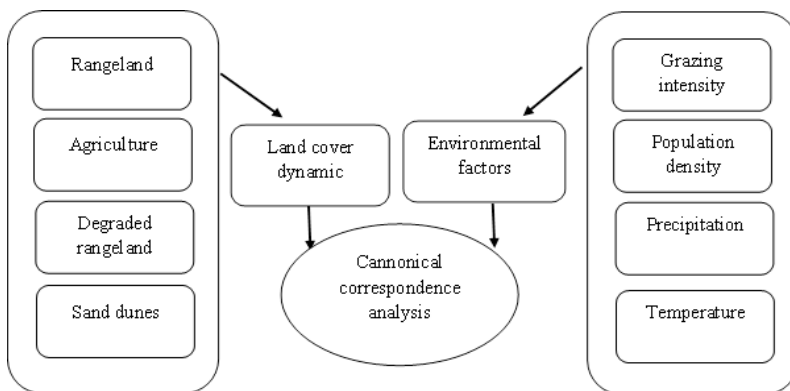 Rangeland
Agriculture
Degraded
rangeland
Sand dunes
Land cover
dynamic
Environmental
factors
Cannonical
correspondence
analysis
Grazing
intensity
Population
density
Precipitation
Temperature